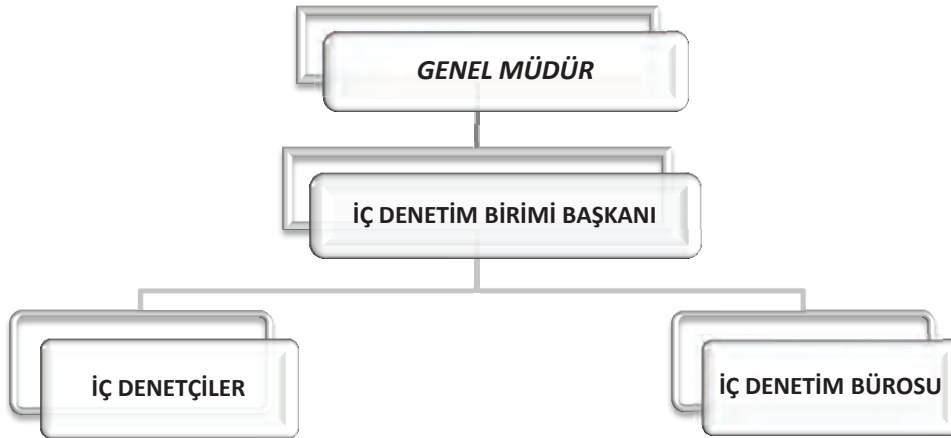 GENEL MÜDÜR
İÇ DENETİM BİRİMİ BAŞKANI
İÇ DENETÇİLER
İÇ DENETİM BÜROSU